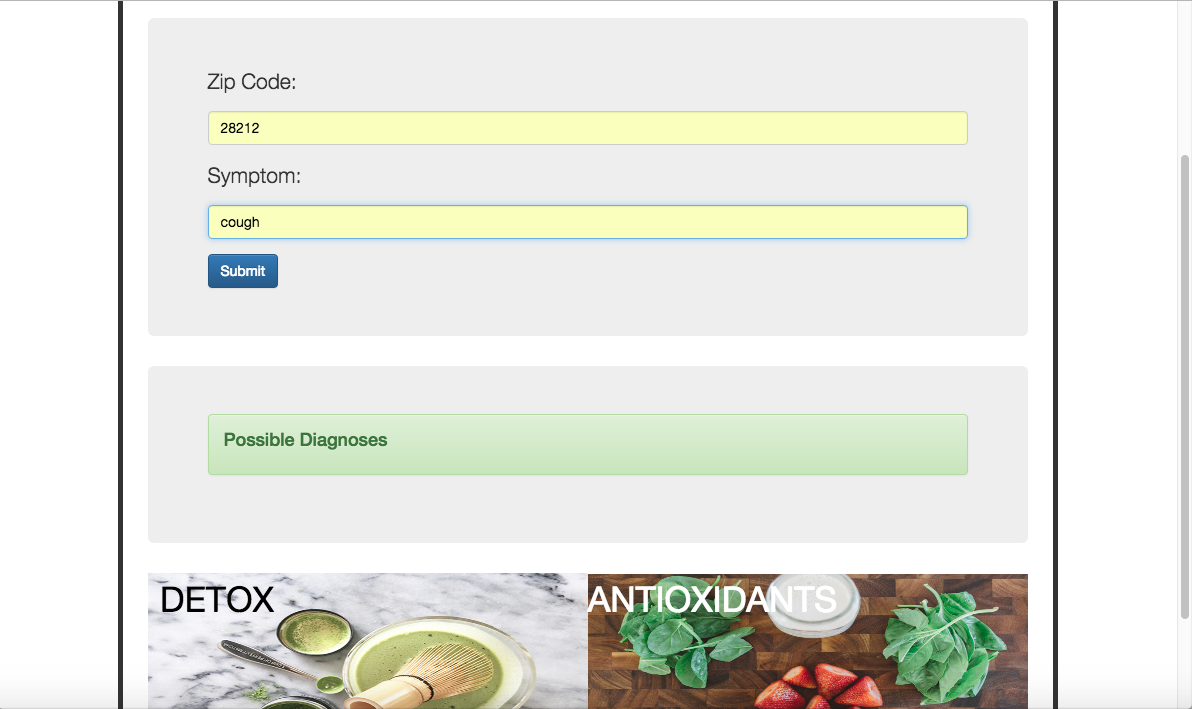 Zip Code:
28212
Symptom:
cough
Submit
Possible Diagnoses
DETOX
ANTIOXIDANTS